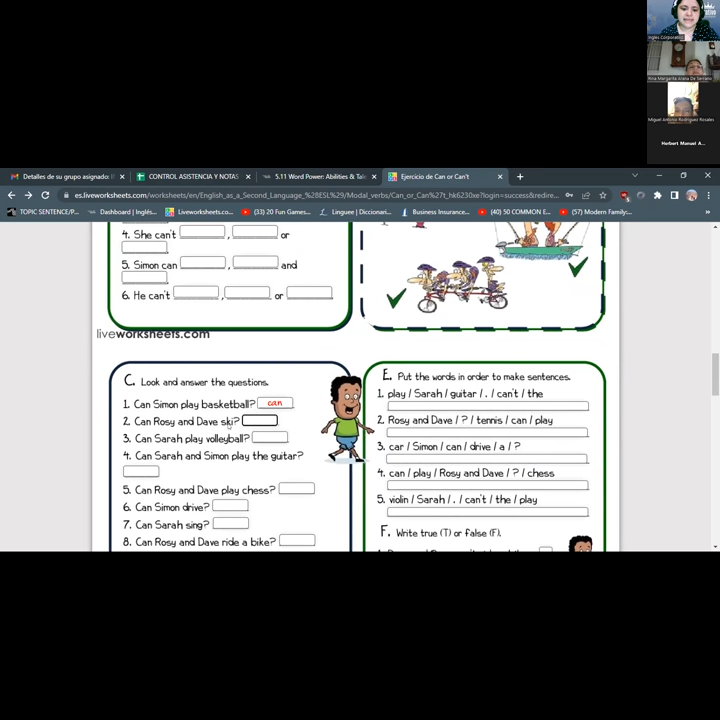 Ingles Corporativo
Rina Margarita Arana De Serrano
Miguel Antonio Rodriguez Rosales
Herbert Manuel A...
Detalles de su grupo asignado:
CONTROL ASISTENCIA Y NOTAS
5.11 Word Power: Abilities & Tale
Ejercicio de Can or Can't
es.liveworksheets.com/worksheets/en/English_as_a_Second_Language_%28ESL%29/Modal_verbs/Can_or_Can%27t_hk6230xe?login=success&redire...
TOPIC SENTENCE/P...
Dashboard | Inglés...
Liveworksheets.co...
(33) 20 Fun Games...
Linguee | Diccionari...
Business Insurance...
(40) 50 COMMON E...
(57) Modern Family:...
4. She can't , or
5. Simon can , and
6. He can't , or
liveworksheets.com
C. Look and answer the questions.
1. Can Simon play basketball? can
2. Can Rosy and Dave ski?
3. Can Sarah play volleyball?
4. Can Sarah and Simon play the guitar?
5. Can Rosy and Dave play chess?
6. Can Simon drive?
7. Can Sarah sing?
8. Can Rosy and Dave ride a bike?
E. Put the words in order to make sentences.
1. play / Sarah / guitar / . / can't / the
2. Rosy and Dave / ? / tennis / can / play
3. car / Simon / can / drive / a / ?
4. can / play / Rosy and Dave / ? / chess
5. violin / Sarah / . / can't / the / play
F. Write true (T) or false (F).